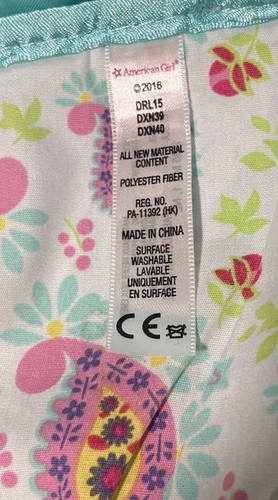 American Girl®
©2016
DRL15
DXN39
DXN40
ALL NEW MATERIAL
CONTENT
POLYESTER FIBER
REG. NO.
PA-11392 (HK)
MADE IN CHINA
SURFACE
WASHABLE
LAVABLE
UNIQUEMENT
EN SURFACE
CE